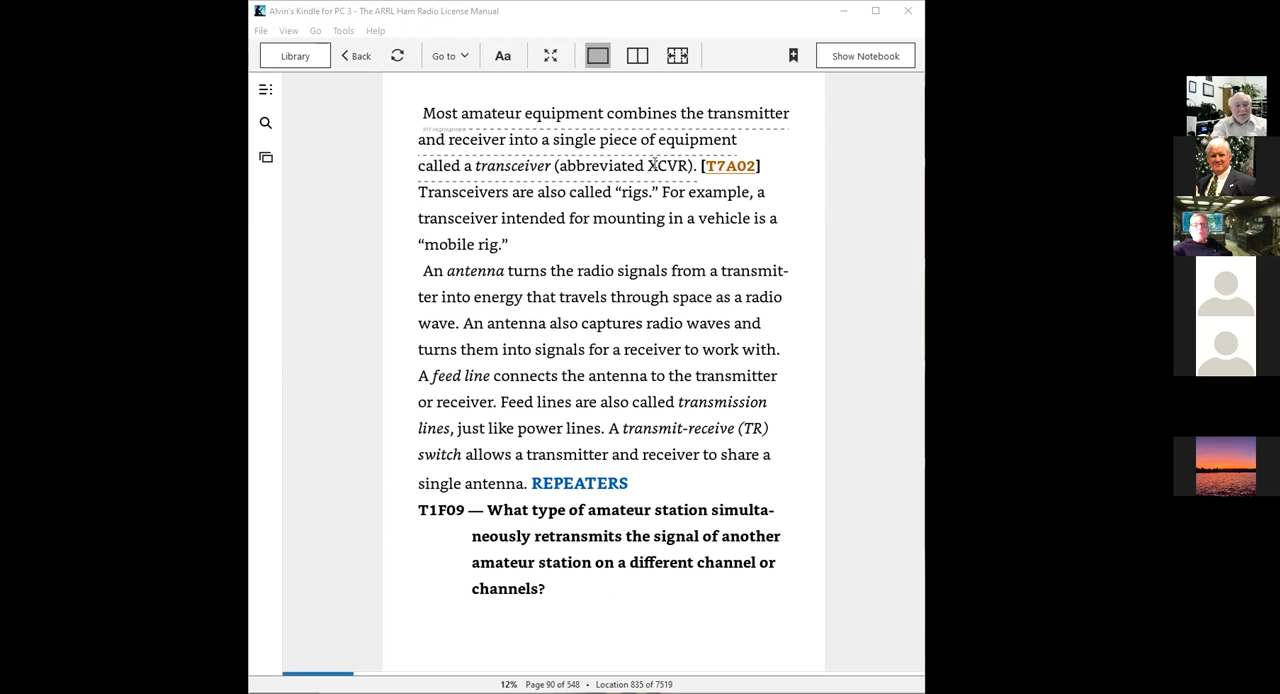 Alvin's Kindle for PC 3 - The ARRL Ham Radio License Manual
File View Go Tools Help
Library Back Go to Aa Show Notebook
Most amateur equipment combines the transmitter
and receiver into a single piece of equipment
called a transceiver (abbreviated XCVR). [T7A02]
Transceivers are also called “rigs.” For example, a
transceiver intended for mounting in a vehicle is a
“mobile rig.”
An antenna turns the radio signals from a transmit-
ter into energy that travels through space as a radio
wave. An antenna also captures radio waves and
turns them into signals for a receiver to work with.
A feed line connects the antenna to the transmitter
or receiver. Feed lines are also called transmission
lines, just like power lines. A transmit-receive (TR)
switch allows a transmitter and receiver to share a
single antenna. REPEATERS
T1F09 — What type of amateur station simulta-
neously retransmits the signal of another
amateur station on a different channel or
channels?
12% Page 90 of 548 • Location 835 of 7519